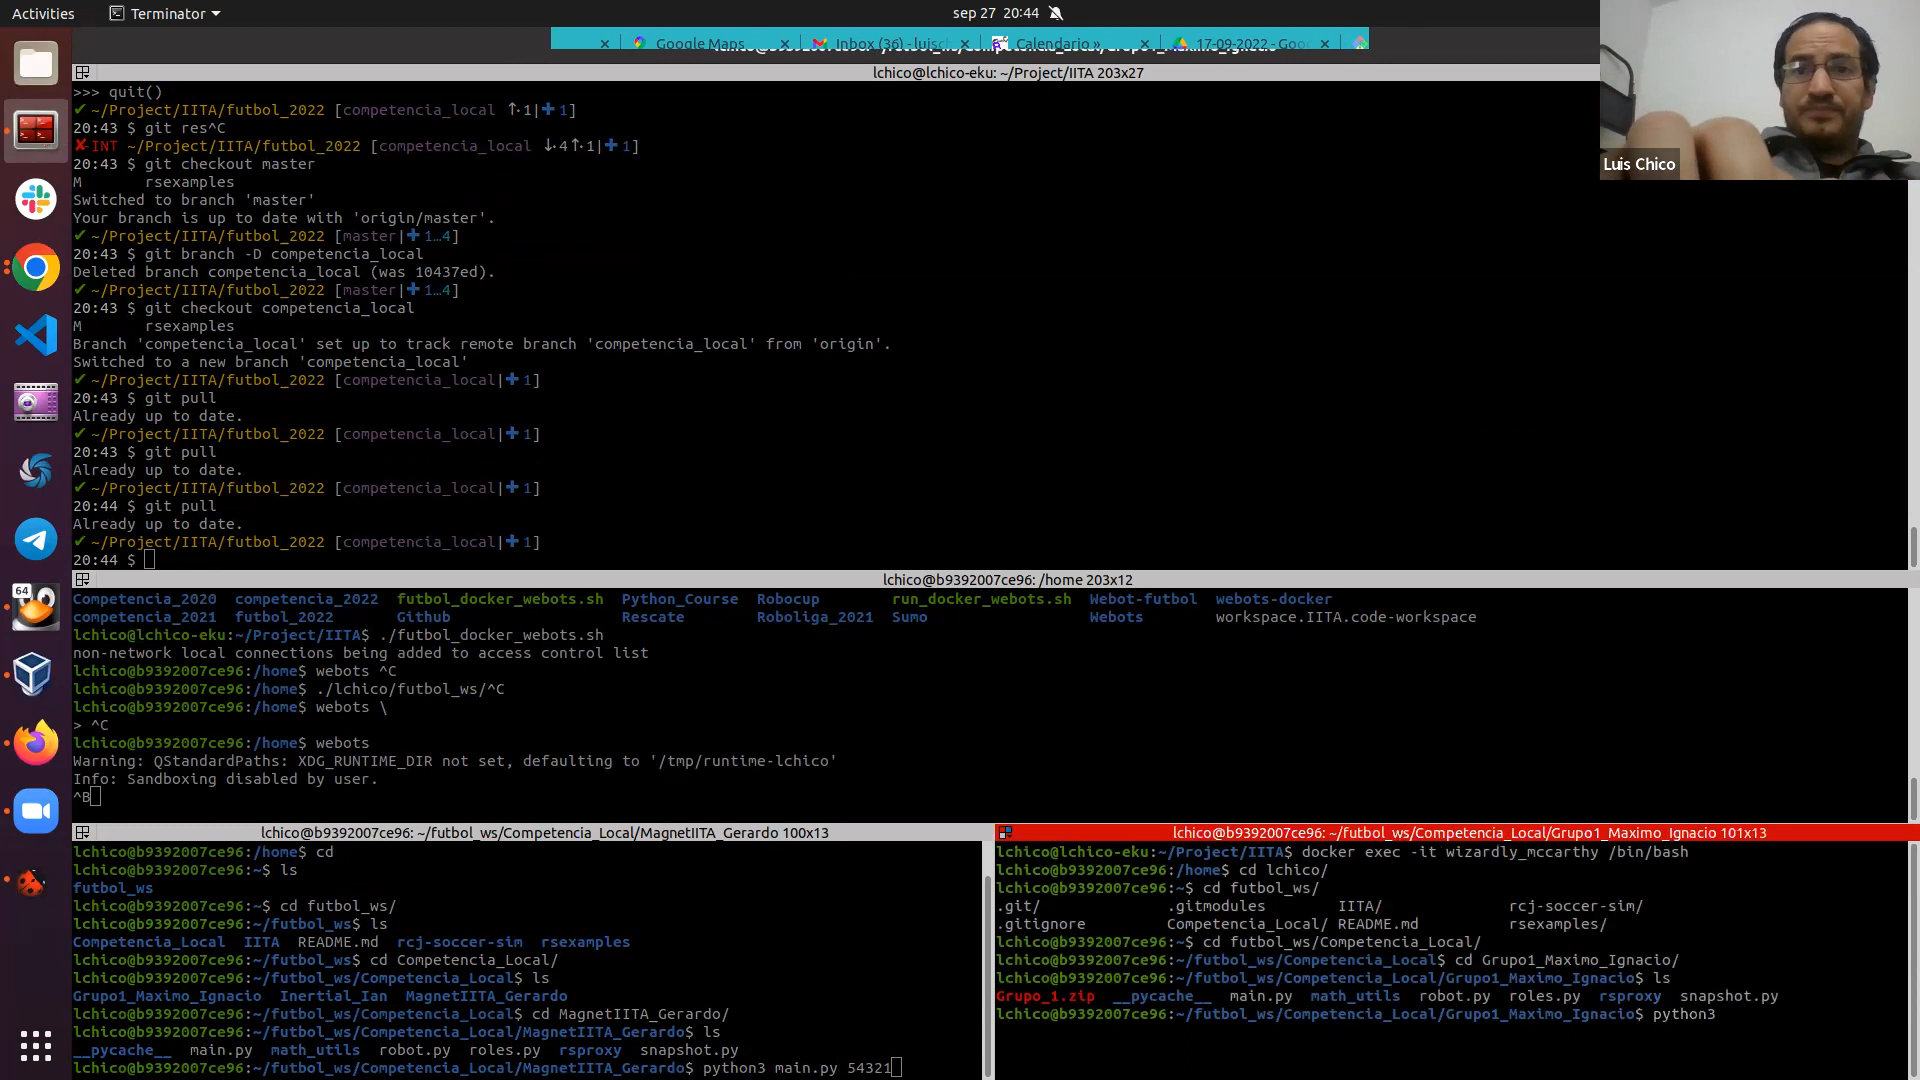 Activities
Terminator
sep 27 20:44
Google Maps
Inbox (36) - luisc
Calendario »
17-09-2022 - Goo
Luis Chico
lchico@lchico-eku: ~/Project/IITA 203x27
>>> quit()
✔ ~/Project/IITA/futbol_2022 [competencia_local ↑·1|✚ 1]
20:43 $ git res^C
✘-INT ~/Project/IITA/futbol_2022 [competencia_local ↓·4↑·1|✚ 1]
20:43 $ git checkout master
M rsexamples
Switched to branch 'master'
Your branch is up to date with 'origin/master'.
✔ ~/Project/IITA/futbol_2022 [master|✚ 1…4]
20:43 $ git branch -D competencia_local
Deleted branch competencia_local (was 10437ed).
✔ ~/Project/IITA/futbol_2022 [master|✚ 1…4]
20:43 $ git checkout competencia_local
M rsexamples
Branch 'competencia_local' set up to track remote branch 'competencia_local' from 'origin'.
Switched to a new branch 'competencia_local'
✔ ~/Project/IITA/futbol_2022 [competencia_local|✚ 1]
20:43 $ git pull
Already up to date.
✔ ~/Project/IITA/futbol_2022 [competencia_local|✚ 1]
20:43 $ git pull
Already up to date.
✔ ~/Project/IITA/futbol_2022 [competencia_local|✚ 1]
20:44 $ git pull
Already up to date.
✔ ~/Project/IITA/futbol_2022 [competencia_local|✚ 1]
20:44 $
lchico@b9392007ce96: /home 203x12
Competencia_2020 competencia_2022 futbol_docker_webots.sh Python_Course Robocup run_docker_webots.sh Webot-futbol webots-docker
competencia_2021 futbol_2022 Github Rescate Roboliga_2021 Sumo Webots workspace.IITA.code-workspace
lchico@lchico-eku:~/Project/IITA$ ./futbol_docker_webots.sh
non-network local connections being added to access control list
lchico@b9392007ce96:/home$ webots ^C
lchico@b9392007ce96:/home$ ./lchico/futbol_ws/^C
lchico@b9392007ce96:/home$ webots \
> ^C
lchico@b9392007ce96:/home$ webots
Warning: QStandardPaths: XDG_RUNTIME_DIR not set, defaulting to '/tmp/runtime-lchico'
Info: Sandboxing disabled by user.
^B
64
lchico@b9392007ce96: ~/futbol_ws/Competencia_Local/MagnetIITA_Gerardo 100x13
lchico@b9392007ce96:/home$ cd
lchico@b9392007ce96:~$ ls
futbol_ws
lchico@b9392007ce96:~$ cd futbol_ws/
lchico@b9392007ce96:~/futbol_ws$ ls
Competencia_Local IITA README.md rcj-soccer-sim rsexamples
lchico@b9392007ce96:~/futbol_ws$ cd Competencia_Local/
lchico@b9392007ce96:~/futbol_ws/Competencia_Local$ ls
Grupo1_Maximo_Ignacio Inertial_Ian MagnetIITA_Gerardo
lchico@b9392007ce96:~/futbol_ws/Competencia_Local$ cd MagnetIITA_Gerardo/
lchico@b9392007ce96:~/futbol_ws/Competencia_Local/MagnetIITA_Gerardo$ ls
__pycache__ main.py math_utils robot.py roles.py rsproxy snapshot.py
lchico@b9392007ce96:~/futbol_ws/Competencia_Local/MagnetIITA_Gerardo$ python3 main.py 54321
lchico@b9392007ce96: ~/futbol_ws/Competencia_Local/Grupo1_Maximo_Ignacio 101x13
lchico@lchico-eku:~/Project/IITA$ docker exec -it wizardly_mccarthy /bin/bash
lchico@b9392007ce96:/home$ cd lchico/
lchico@b9392007ce96:~$ cd futbol_ws/
.git/ .gitmodules IITA/ rcj-soccer-sim/
.gitignore Competencia_Local/ README.md rsexamples/
lchico@b9392007ce96:~$ cd futbol_ws/Competencia_Local/
lchico@b9392007ce96:~/futbol_ws/Competencia_Local$ cd Grupo1_Maximo_Ignacio/
lchico@b9392007ce96:~/futbol_ws/Competencia_Local/Grupo1_Maximo_Ignacio$ ls
Grupo_1.zip __pycache__ main.py math_utils robot.py roles.py rsproxy snapshot.py
lchico@b9392007ce96:~/futbol_ws/Competencia_Local/Grupo1_Maximo_Ignacio$ python3